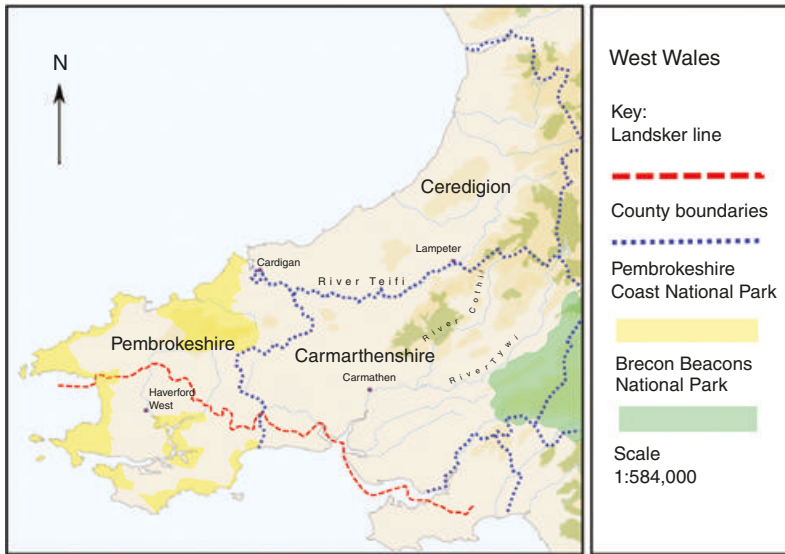 N
Ceredigion
Lampeter
Cardigan
River Teifi
River Cothil
Pembrokeshire
Carmarthenshire
River Tywi
Carmathen
Haverford
West
West Wales
Key:
Landsker line
County boundaries
Pembrokeshire
Coast National Park
Brecon Beacons
National Park
Scale
1:584,000